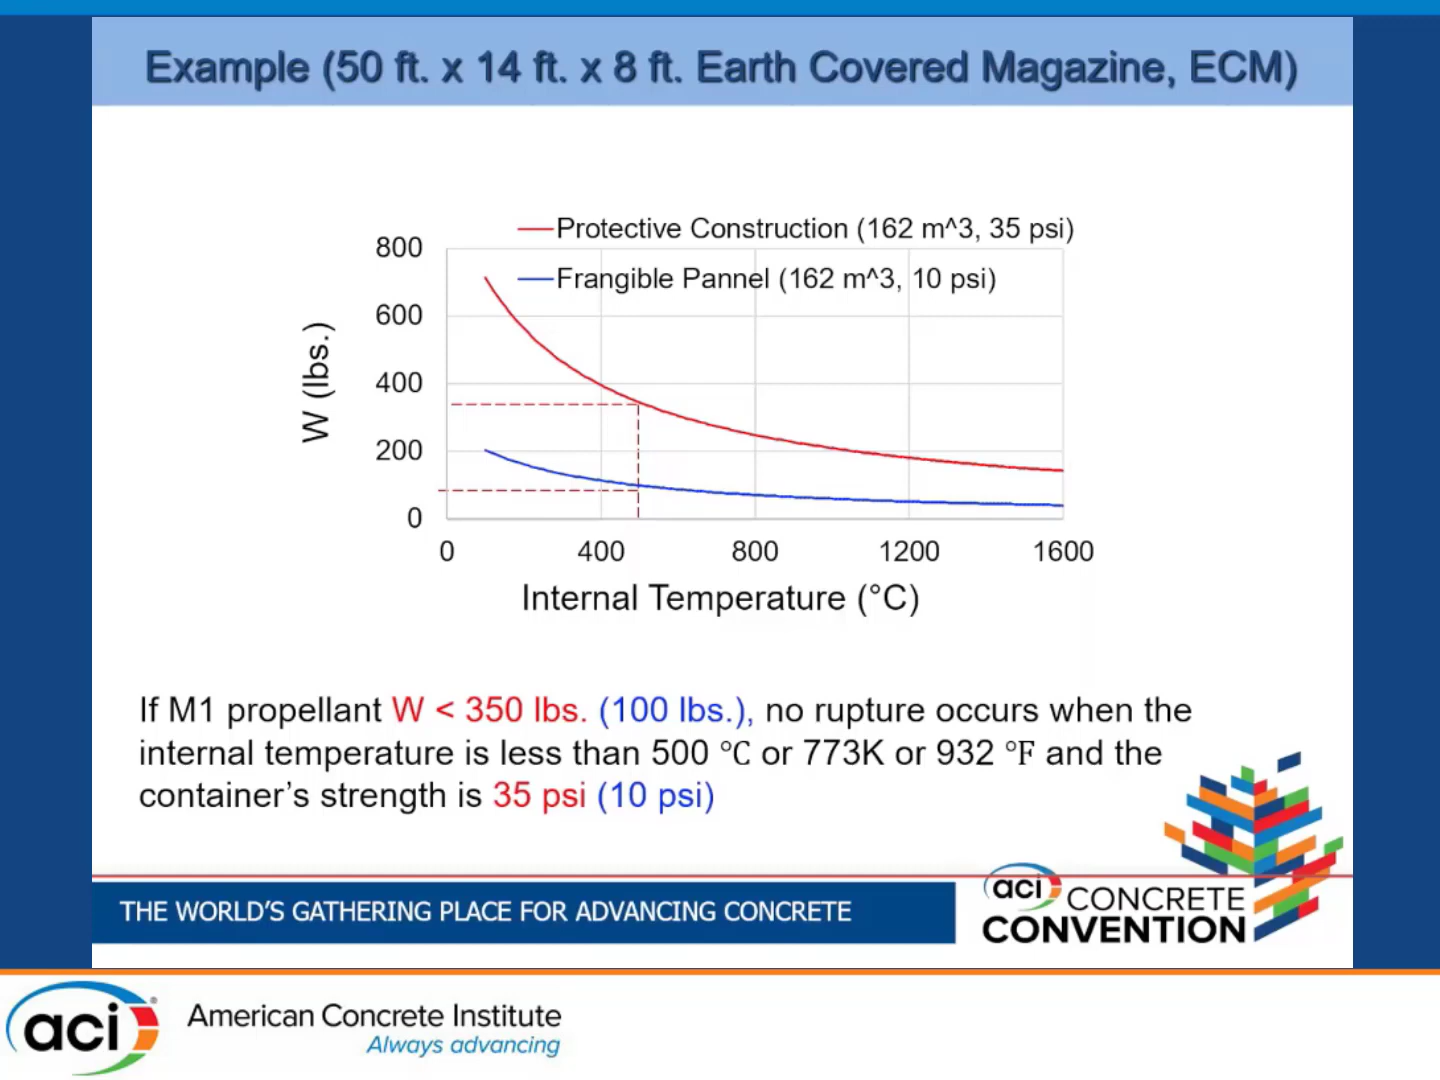 Example (50 ft. x 14 ft. x 8 ft. Earth Covered Magazine, ECM)
Protective Construction (162 m^3, 35 psi)
Frangible Pannel (162 m^3, 10 psi)
800
600
400
200
0
W (lbs.)
0 400 800 1200 1600
Internal Temperature (°C)
If M1 propellant W < 350 lbs. (100 lbs.), no rupture occurs when the
internal temperature is less than 500 °C or 773K or 932 °F and the
container's strength is 35 psi (10 psi)
THE WORLD'S GATHERING PLACE FOR ADVANCING CONCRETE
aci CONCRETE
CONVENTION
aci
American Concrete Institute
Always advancing